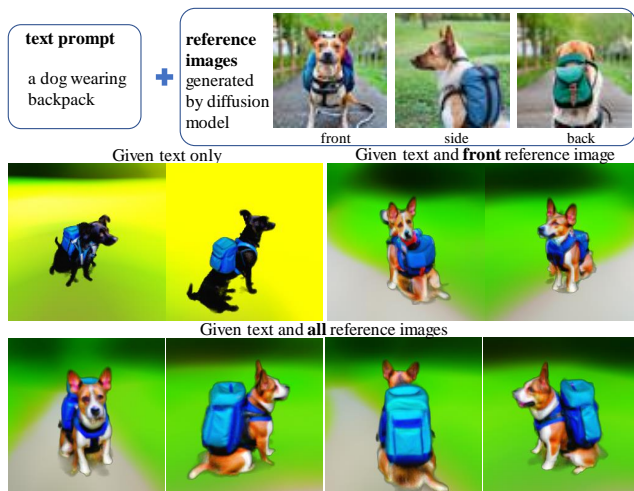 text prompt
a dog wearing
backpack
reference
images
generated
by diffusion
model
front
side
back
Given text only
Given text and front reference image
Given text and all reference images